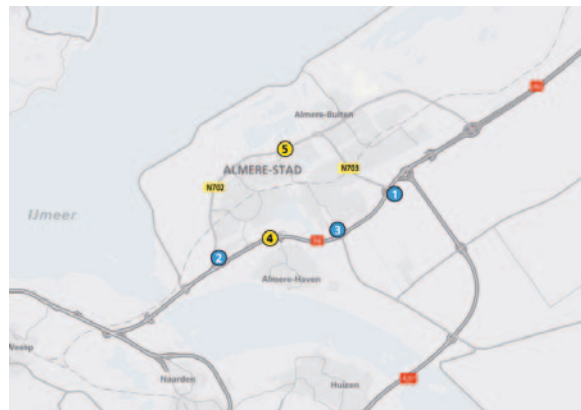 Almere-Buiten
5
ALMERE-STAD
N703
N702
1
IJmeer
3
4
2
Almere-Haven
Weesp
Naarden
Huizen